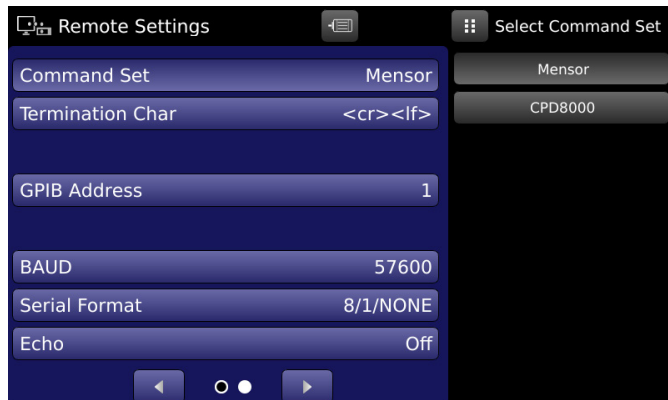 Remote Settings
Command Set Mensor
Termination Char <cr><lf>
GPIB Address 1
BAUD 57600
Serial Format 8/1/NONE
Echo Off
Select Command Set
Mensor
CPD8000